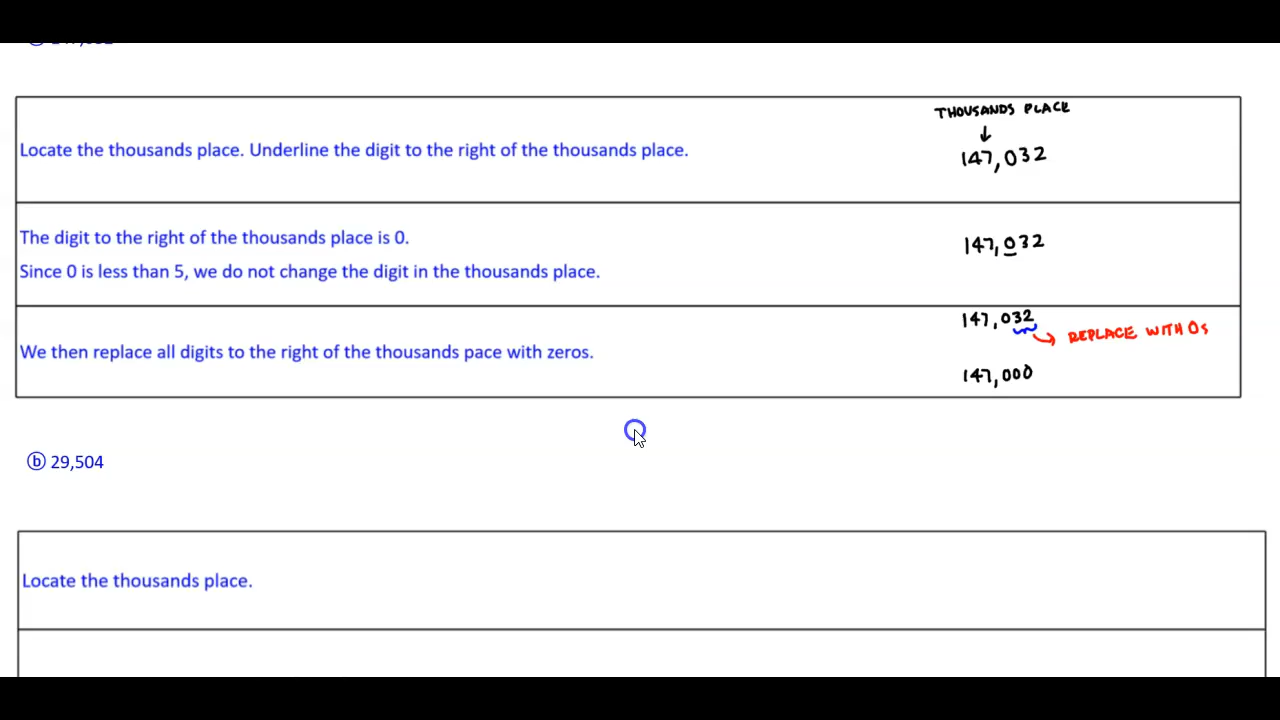 THOUSANDS PLACE
↓
Locate the thousands place. Underline the digit to the right of the thousands place.
147,032
The digit to the right of the thousands place is 0.
147,032
Since 0 is less than 5, we do not change the digit in the thousands place.
147,032
REPLACE WITH 0s
We then replace all digits to the right of the thousands pace with zeros.
147,000
ⓑ 29,504
Locate the thousands place.